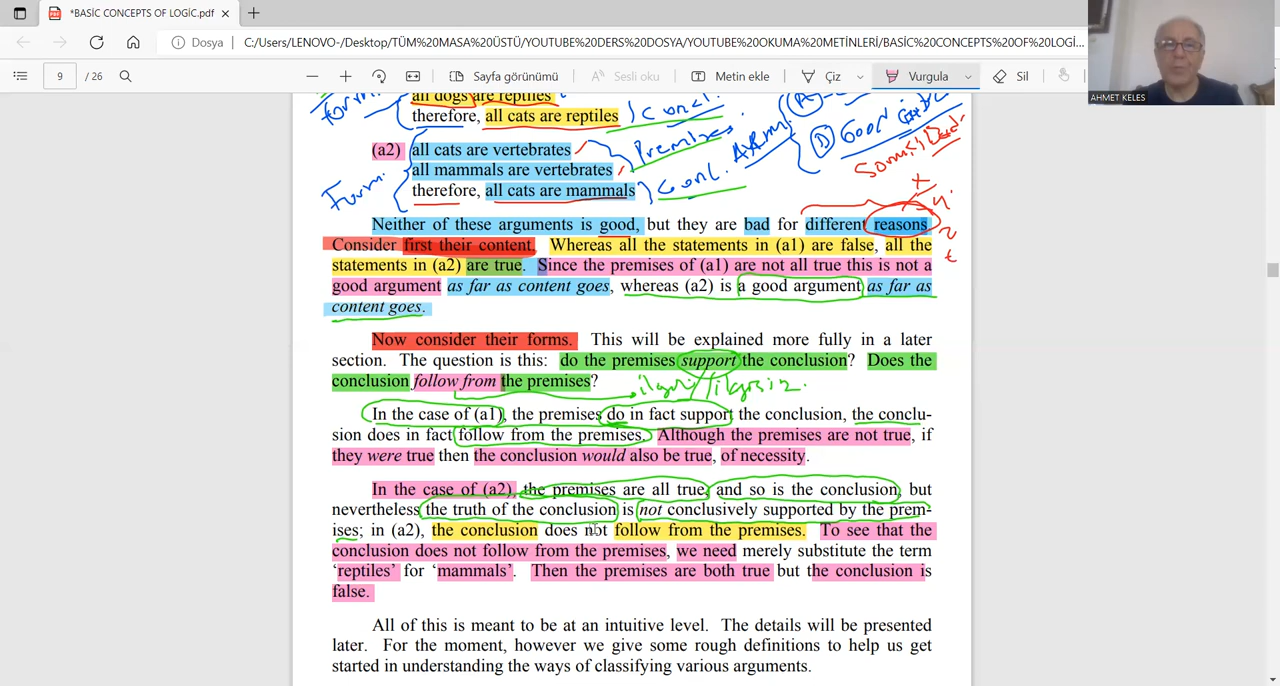 *BASİC CONCEPTS OF LOGİC.pdf
Dosya
C:/Users/LENOVO-/Desktop/TÜM%20MASA%20ÜSTÜ/YOUTUBE%20DERS%20DOSYA/YOUTUBE%20OKUMA%20METİNLERİ/BASİC%20CONCEPTS%20OF%20LOGİ...
9 / 26
Sayfa görünümü
Sesli oku
Metin ekle
Çiz
Vurgula
Sil
AHMET KELES
all dogs are reptiles
Form.
therefore, all cats are reptiles
Concl.
(a2) all cats are vertebrates
Premises.
Good
all mammals are vertebrates
Form.
therefore, all cats are mammals
Conl.
Neither of these arguments is good, but they are bad for different reasons
Consider first their content. Whereas all the statements in (a1) are false, all the
statements in (a2) are true. Since the premises of (a1) are not all true this is not a
good argument as far as content goes, whereas (a2) is a good argument as far as
content goes.
Now consider their forms. This will be explained more fully in a later
section. The question is this: do the premises support the conclusion? Does the
conclusion follow from the premises?
ilgili/ilgisiz.
In the case of (a1), the premises do in fact support the conclusion, the conclu-
sion does in fact follow from the premises. Although the premises are not true, if
they were true then the conclusion would also be true, of necessity.
In the case of (a2), the premises are all true, and so is the conclusion, but
nevertheless the truth of the conclusion is not conclusively supported by the prem-
ises; in (a2), the conclusion does not follow from the premises. To see that the
conclusion does not follow from the premises, we need merely substitute the term
‘reptiles’ for ‘mammals’. Then the premises are both true but the conclusion is
false.
All of this is meant to be at an intuitive level. The details will be presented
later. For the moment, however we give some rough definitions to help us get
started in understanding the ways of classifying various arguments.